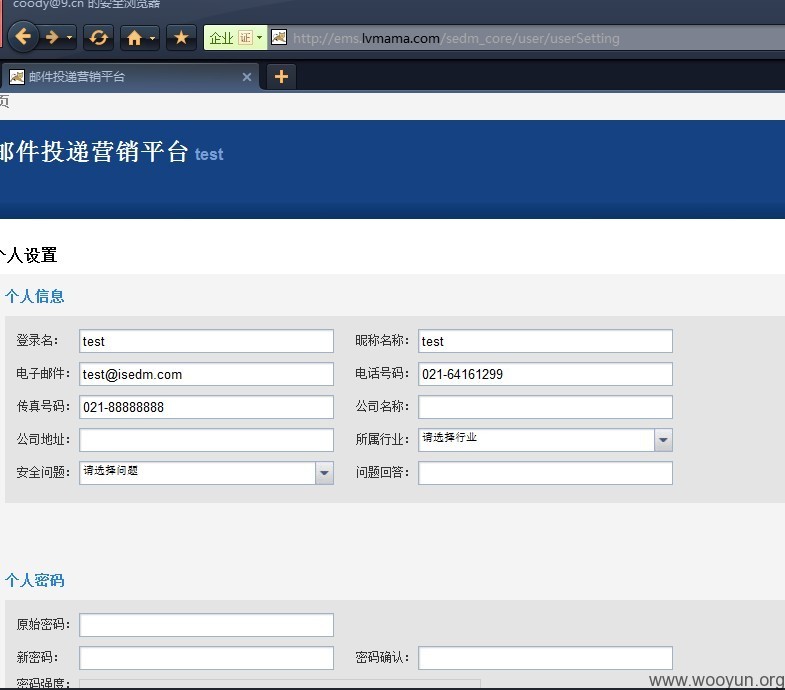 coody@9.cn 的安全浏览器
企业 证 http://ems.lvmama.com/sedm_core/user/userSetting
邮件投递营销平台
页
邮件投递营销平台 test
个人设置
个人信息
登录名: test 昵称名称: test
电子邮件: test@isedm.com 电话号码: 021-64161299
传真号码: 021-88888888 公司名称:
公司地址: 所属行业: 请选择行业
安全问题: 请选择问题 问题回答:
个人密码
原始密码:
新密码: 密码确认:
密码强度:
www.wooyun.org